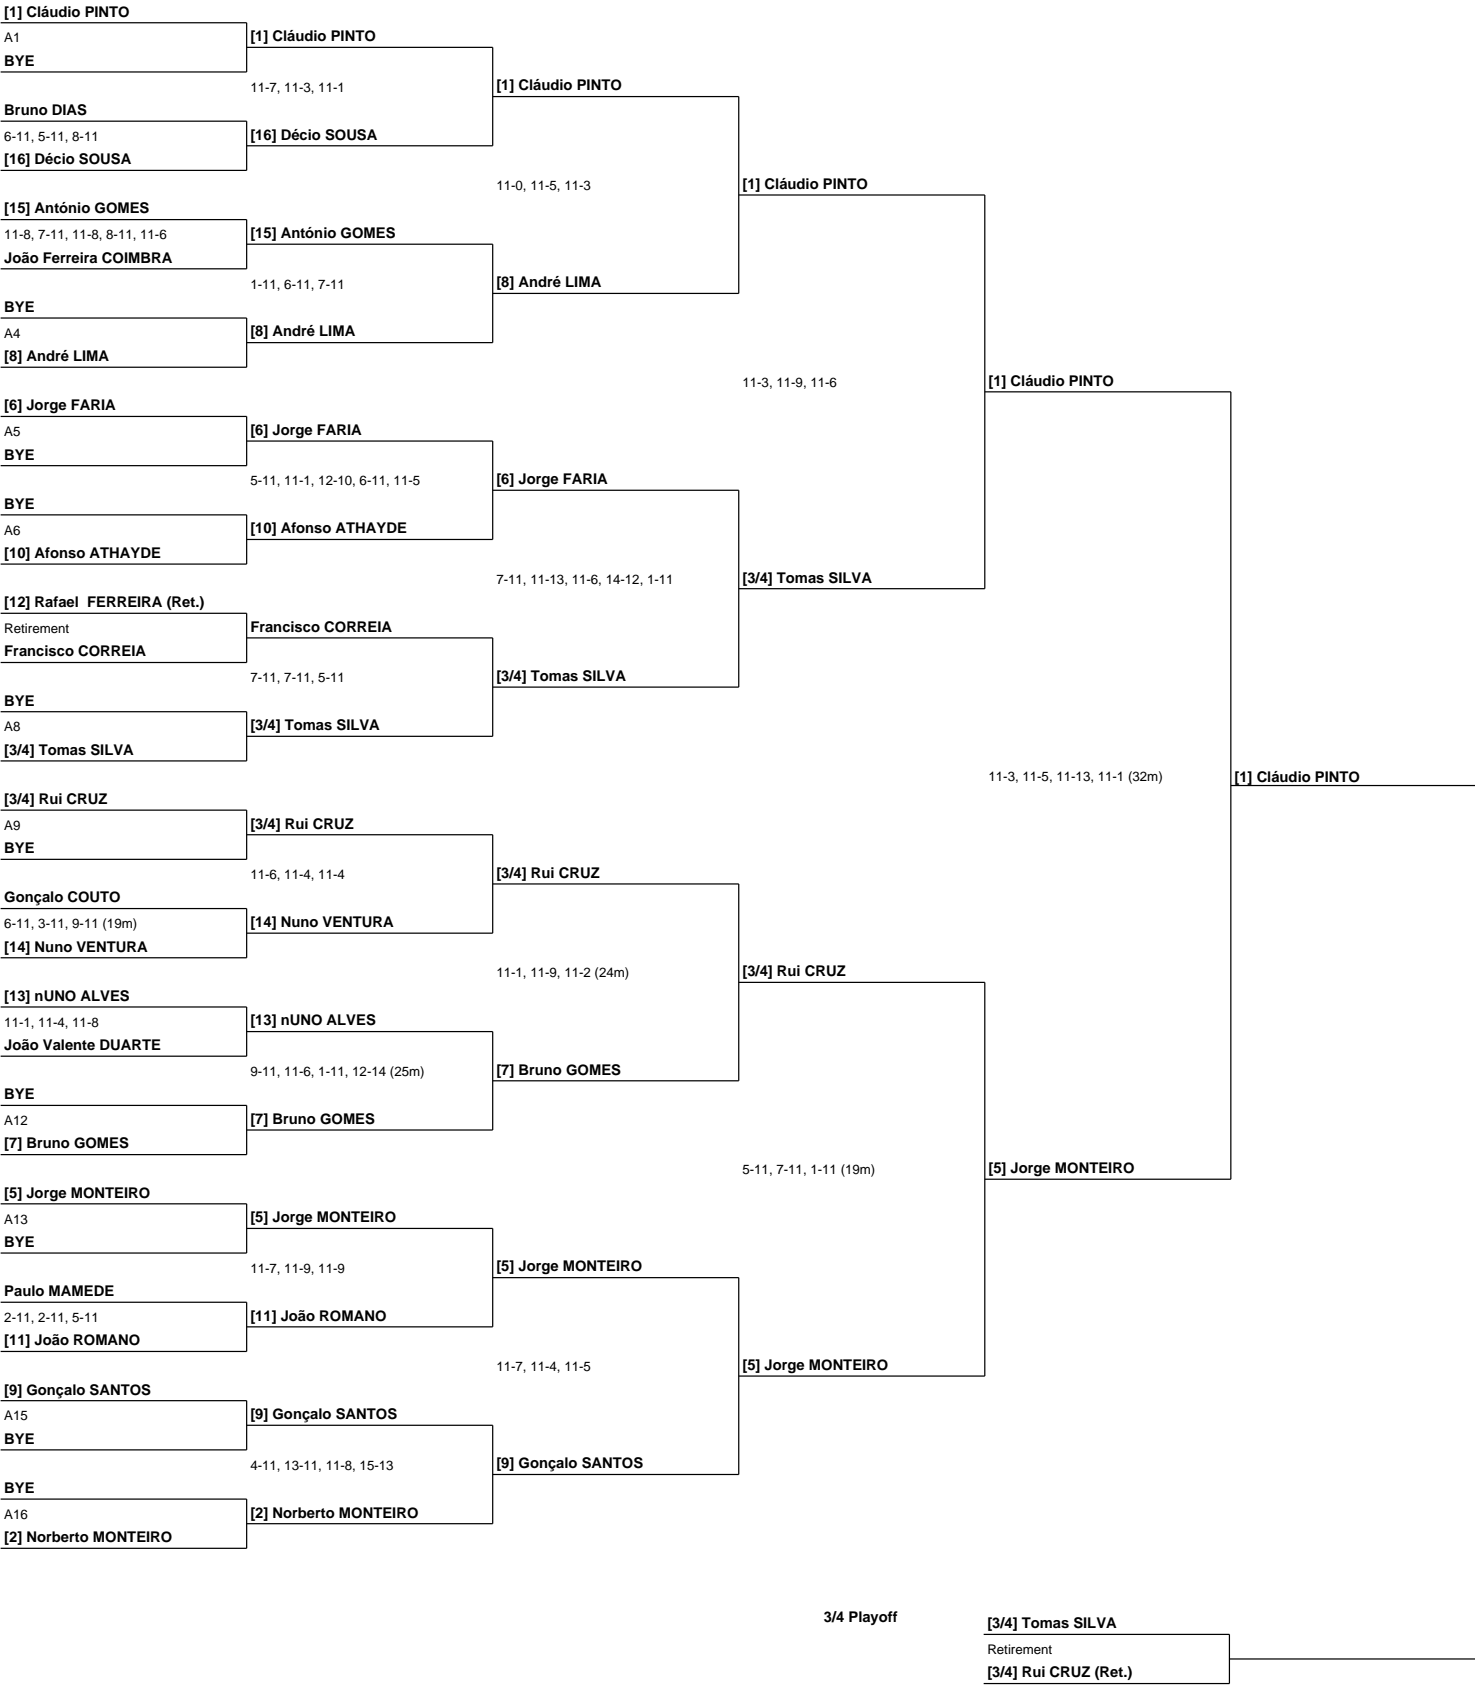 [1] Cláudio PINTO
A1
BYE
Bruno DIAS
6-11, 5-11, 8-11
[16] Décio SOUSA
[15] António GOMES
11-8, 7-11, 11-8, 8-11, 11-6
João Ferreira COIMBRA
BYE
A4
[8] André LIMA
[6] Jorge FARIA
A5
BYE
BYE
A6
[10] Afonso ATHAYDE
[12] Rafael  FERREIRA (Ret.)
Retirement
Francisco CORREIA
BYE
A8
[3/4] Tomas SILVA
[3/4] Rui CRUZ
A9
BYE
Gonçalo COUTO
6-11, 3-11, 9-11 (19m)
[14] Nuno VENTURA
[13] nUNO ALVES
11-1, 11-4, 11-8
João Valente DUARTE
BYE
A12
[7] Bruno GOMES
[5] Jorge MONTEIRO
A13
BYE
Paulo MAMEDE
2-11, 2-11, 5-11
[11] João ROMANO
[9] Gonçalo SANTOS
A15
BYE
BYE
A16
[2] Norberto MONTEIRO
[1] Cláudio PINTO
11-7, 11-3, 11-1
[16] Décio SOUSA
[15] António GOMES
1-11, 6-11, 7-11
[8] André LIMA
[6] Jorge FARIA
5-11, 11-1, 12-10, 6-11, 11-5
[10] Afonso ATHAYDE
Francisco CORREIA
7-11, 7-11, 5-11
[3/4] Tomas SILVA
[3/4] Rui CRUZ
11-6, 11-4, 11-4
[14] Nuno VENTURA
[13] nUNO ALVES
9-11, 11-6, 1-11, 12-14 (25m)
[7] Bruno GOMES
[5] Jorge MONTEIRO
11-7, 11-9, 11-9
[11] João ROMANO
[9] Gonçalo SANTOS
4-11, 13-11, 11-8, 15-13
[2] Norberto MONTEIRO
[1] Cláudio PINTO
11-0, 11-5, 11-3
[8] André LIMA
[6] Jorge FARIA
7-11, 11-13, 11-6, 14-12, 1-11
[3/4] Tomas SILVA
[3/4] Rui CRUZ
11-1, 11-9, 11-2 (24m)
[7] Bruno GOMES
[5] Jorge MONTEIRO
11-7, 11-4, 11-5
[9] Gonçalo SANTOS
[1] Cláudio PINTO
11-3, 11-9, 11-6
[3/4] Tomas SILVA
[3/4] Rui CRUZ
5-11, 7-11, 1-11 (19m)
[5] Jorge MONTEIRO
[1] Cláudio PINTO
11-3, 11-5, 11-13, 11-1 (32m)
[5] Jorge MONTEIRO
[1] Cláudio PINTO
3/4 Playoff
[3/4] Tomas SILVA
Retirement
[3/4] Rui CRUZ (Ret.)